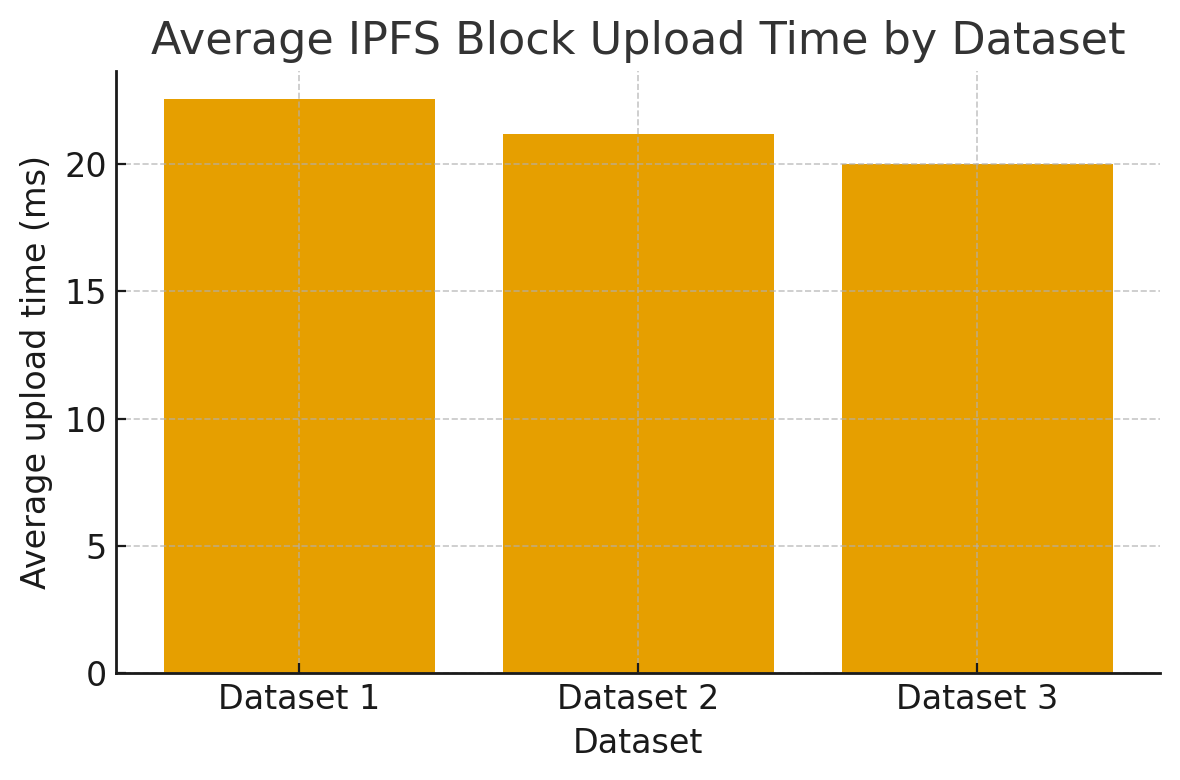 Average IPFS Block Upload Time by Dataset
Average upload time (ms)
20
15
10
5
0
Dataset 1 Dataset 2 Dataset 3
Dataset